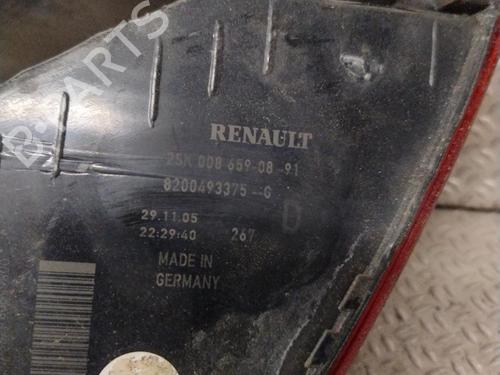 PARTS
RENAULT
25K 008 659-08-91
8200493375-G
D
29.11.05
22:29:40 267
MADE IN
GERMANY